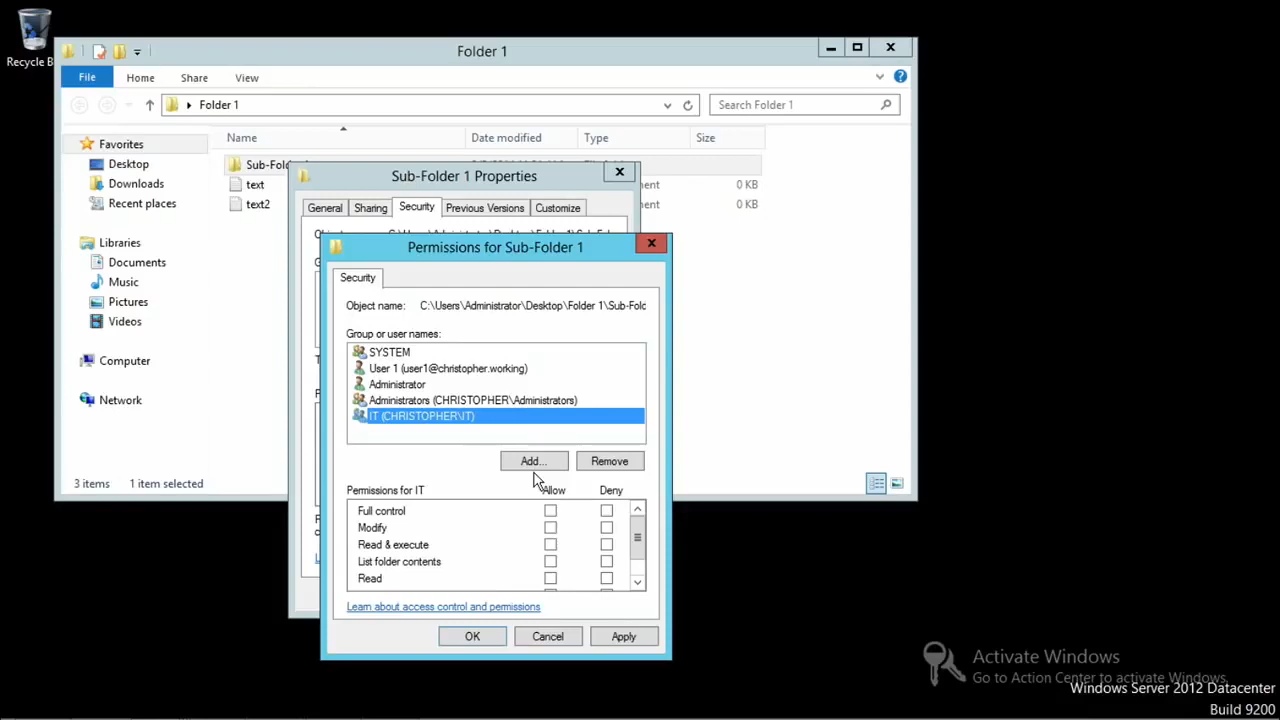 Recycle B
Folder 1
File
Home
Share
View
Folder 1
Search Folder 1
Name
Date modified
Type
Size
Favorites
Desktop
Downloads
Recent places
Libraries
Documents
Music
Pictures
Videos
Computer
Network
text
0 KB
text2
0 KB
3 items
1 item selected
Sub-Folder 1 Properties
General
Sharing
Security
Previous Versions
Customize
Permissions for Sub-Folder 1
Security
Object name: C:\Users\Administrator\Desktop\Folder 1\Sub-Folc
Group or user names:
SYSTEM
User 1 (user1@christopher.working)
Administrator
Administrators (CHRISTOPHER\Administrators)
IT (CHRISTOPHER\IT)
Add...
Remove
Permissions for IT
Allow
Deny
Full control
Modify
Read & execute
List folder contents
Read
Learn about access control and permissions
OK
Cancel
Apply
Activate Windows
Go to Action Center to activate Windows.
Windows Server 2012 Datacenter
Build 9200